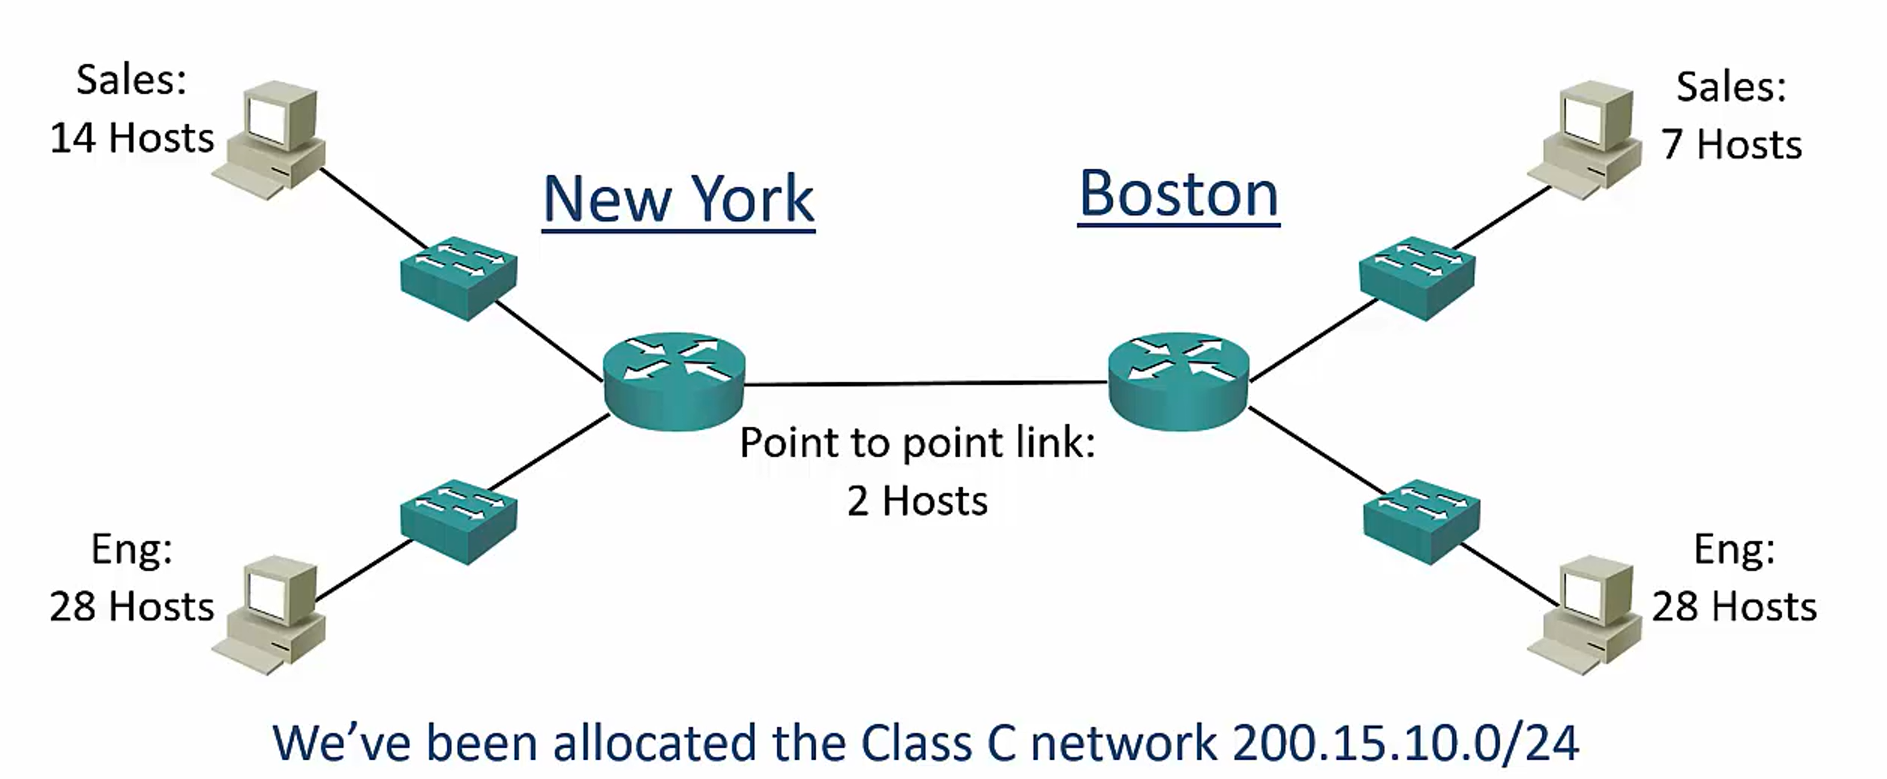 Sales:
14 Hosts
New York
Boston
Sales:
7 Hosts
Point to point link:
2 Hosts
Eng:
28 Hosts
Eng:
28 Hosts
We've been allocated the Class C network 200.15.10.0/24